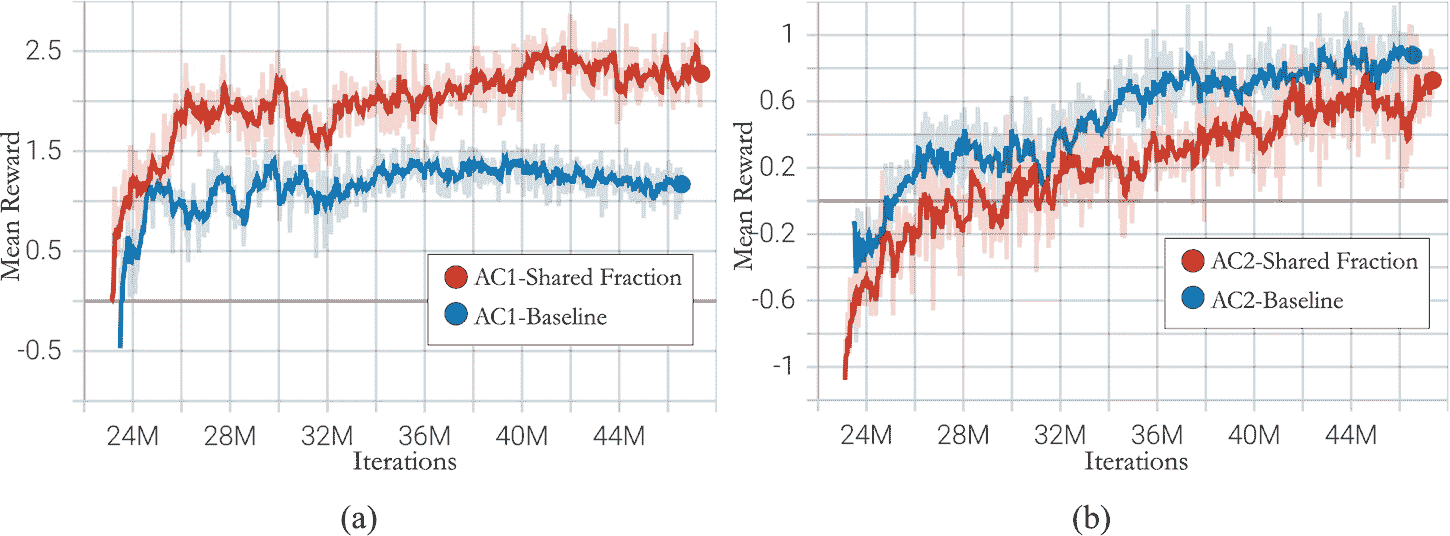 Mean Reward
2.5
1.5
0.5
-0.5
24M 28M 32M 36M 40M 44M
Iterations
AC1-Shared Fraction
AC1-Baseline
(a)
Mean Reward
1
0.6
0.2
-0.2
-0.6
-1
24M 28M 32M 36M 40M 44M
Iterations
AC2-Shared Fraction
AC2-Baseline
(b)